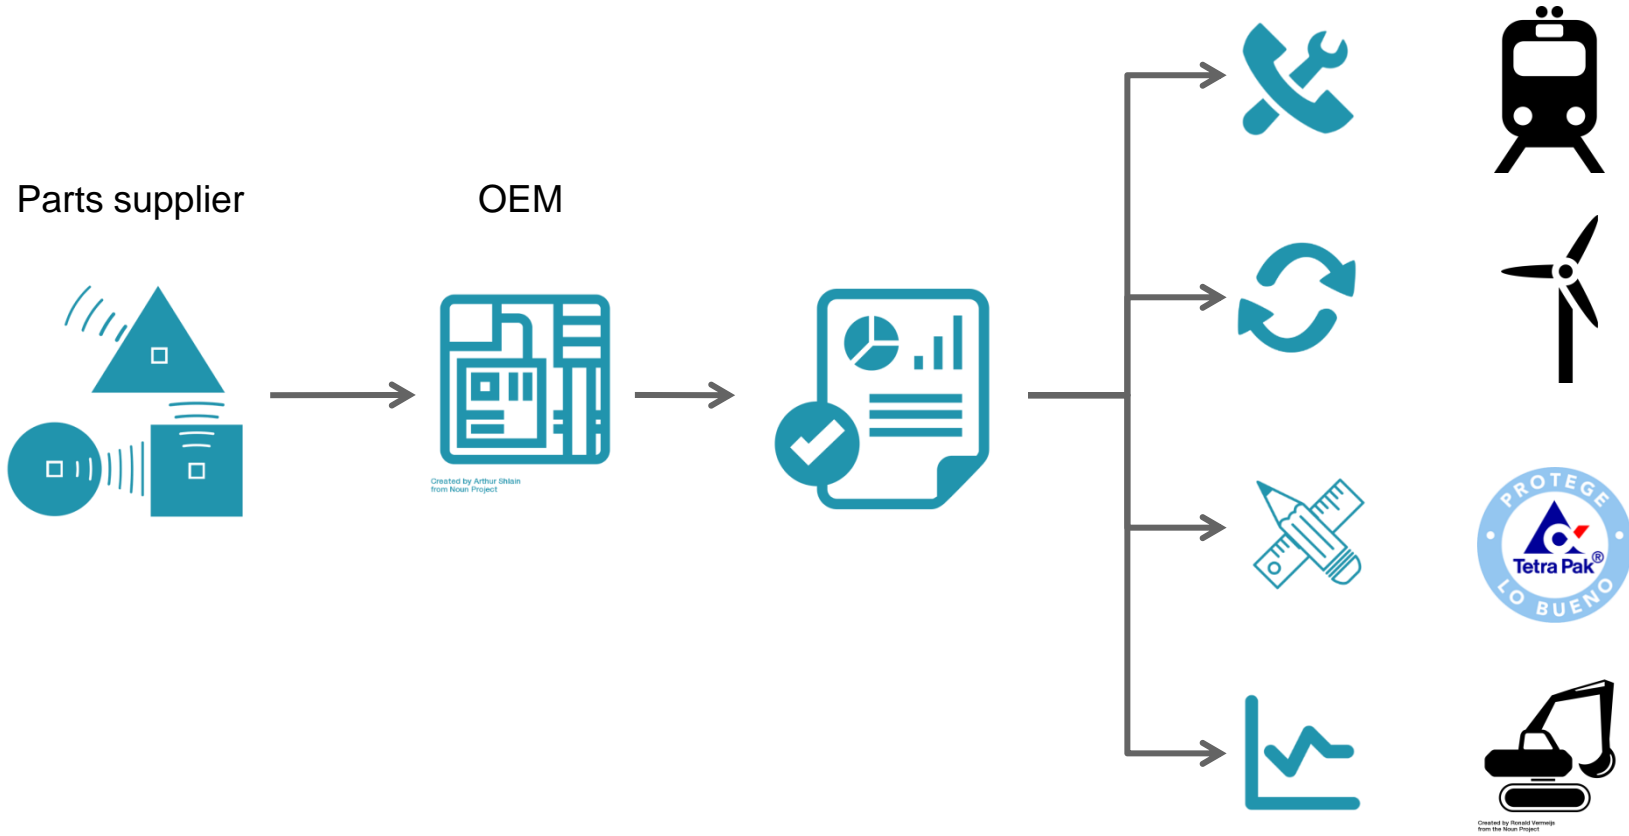 Parts supplier
OEM
Created by Arthur Shlain
from Noun Project
PROTEGE
Tetra Pak®
LO BUENO
Created by Ronald Vermeijs
from the Noun Project